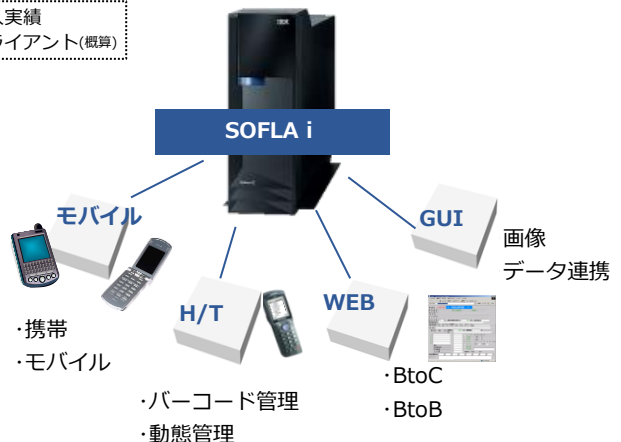 入実績
ライアント(概算)
SOFLA i
モバイル
GUI
画像
データ連携
H/T
WEB
・携帯
・モバイル
・バーコード管理
・動態管理
・BtoC
・BtoB